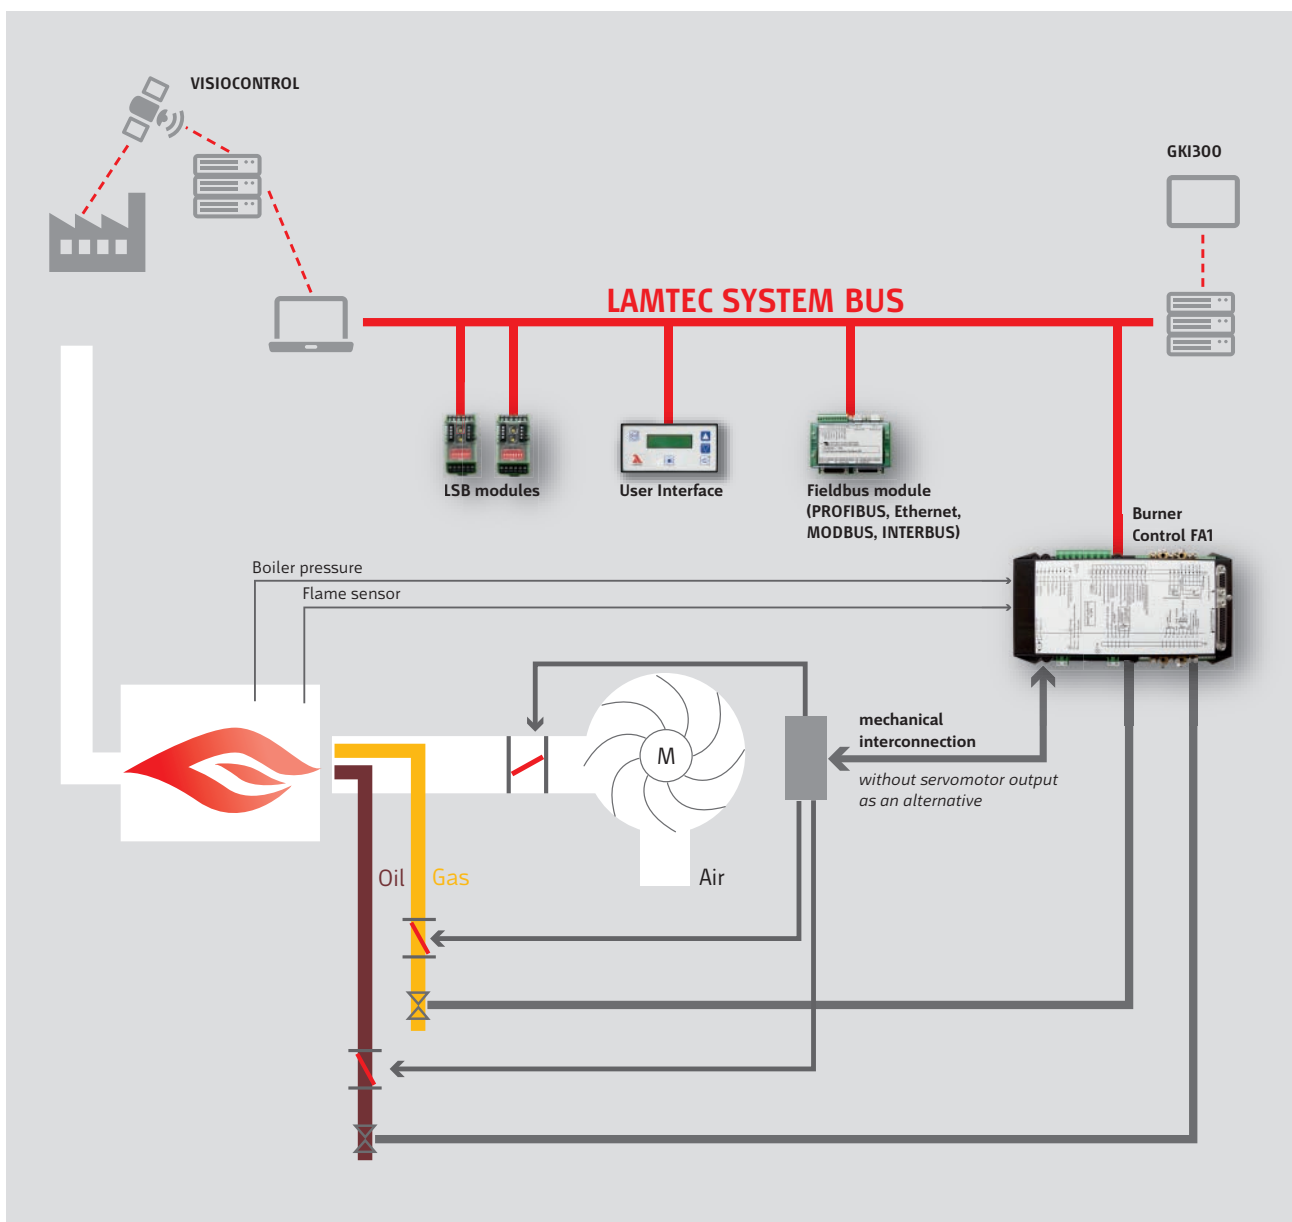 VISIOCONTROL
GKI300
LAMTEC SYSTEM BUS
LSB modules
User Interface
Fieldbus module
(PROFIBUS, Ethernet,
MODBUS, INTERBUS)
Burner
Control FA1
Boiler pressure
Flame sensor
mechanical
interconnection
without servomotor output
as an alternative
M
Oil
Gas
Air